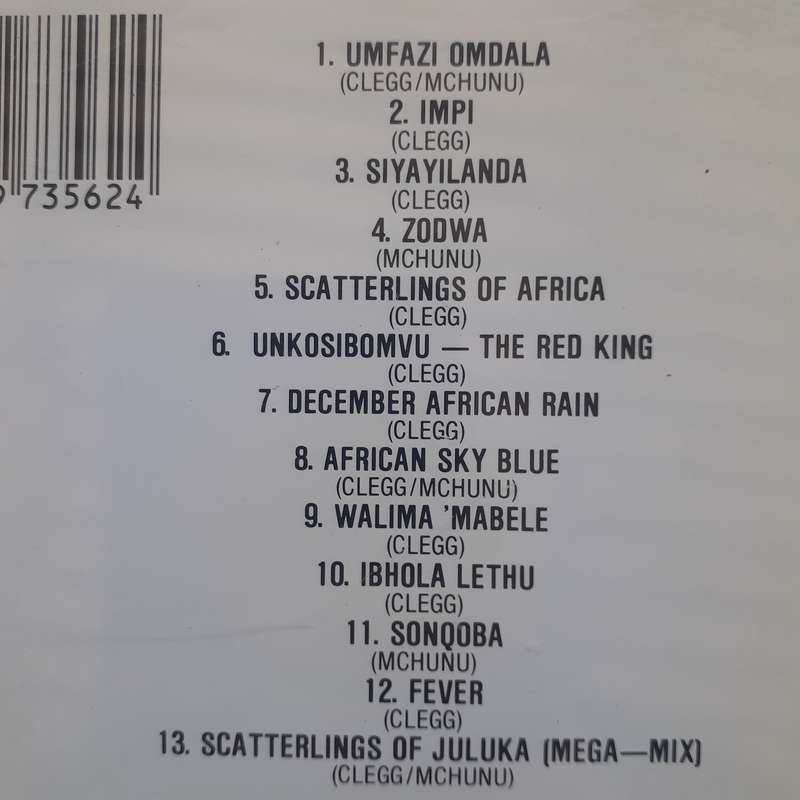 1. UMFAZI OMDALA
(CLEGG/MCHUNU)
2. IMPI
(CLEGG)
3. SIYAYILANDA
(CLEGG)
4. ZODWA
(MCHUNU)
5. SCATTERLINGS OF AFRICA
(CLEGG)
6. UNKOSIBOMVU — THE RED KING
(CLEGG)
7. DECEMBER AFRICAN RAIN
(CLEGG)
8. AFRICAN SKY BLUE
(CLEGG/MCHUNU)
9. WALIMA 'MABELE
(CLEGG)
10. IBHOLA LETHU
(CLEGG)
11. SONQOBA
(MCHUNU)
12. FEVER
(CLEGG)
13. SCATTERLINGS OF JULUKA (MEGA—MIX)
(CLEGG/MCHUNU)
9 735624